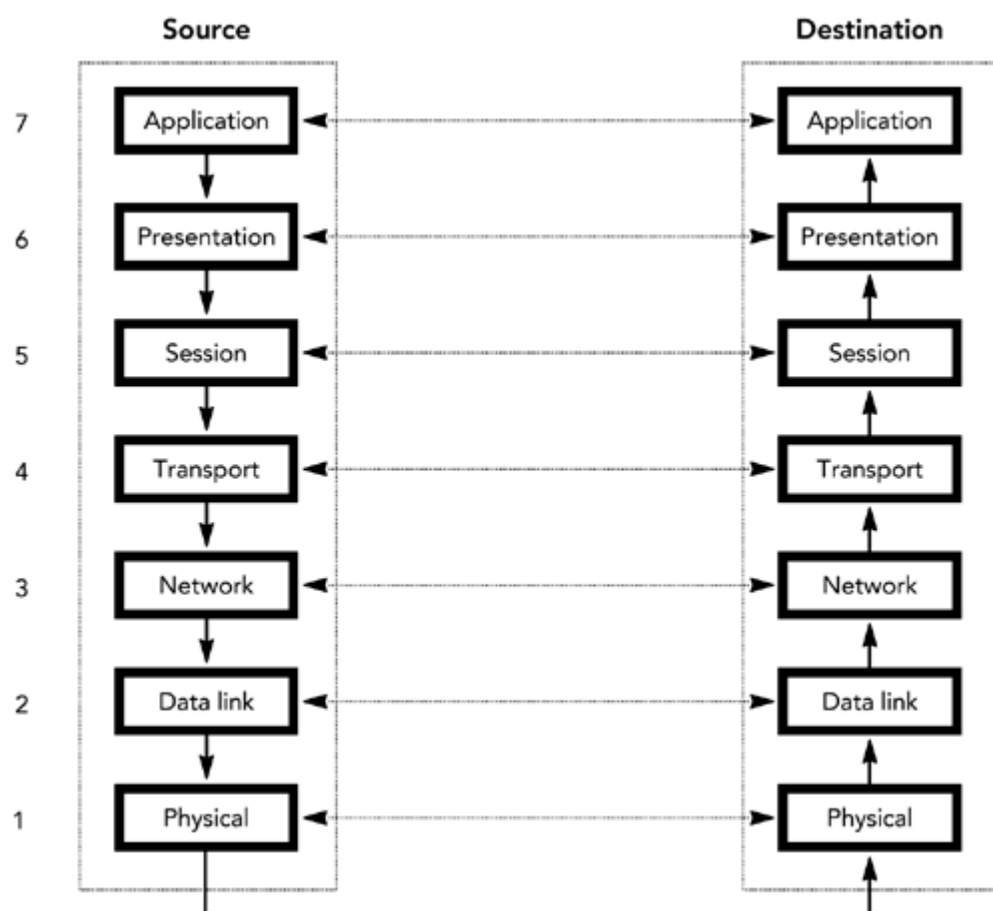 Source Destination
7 Application Application
6 Presentation Presentation
5 Session Session
4 Transport Transport
3 Network Network
2 Data link Data link
1 Physical Physical